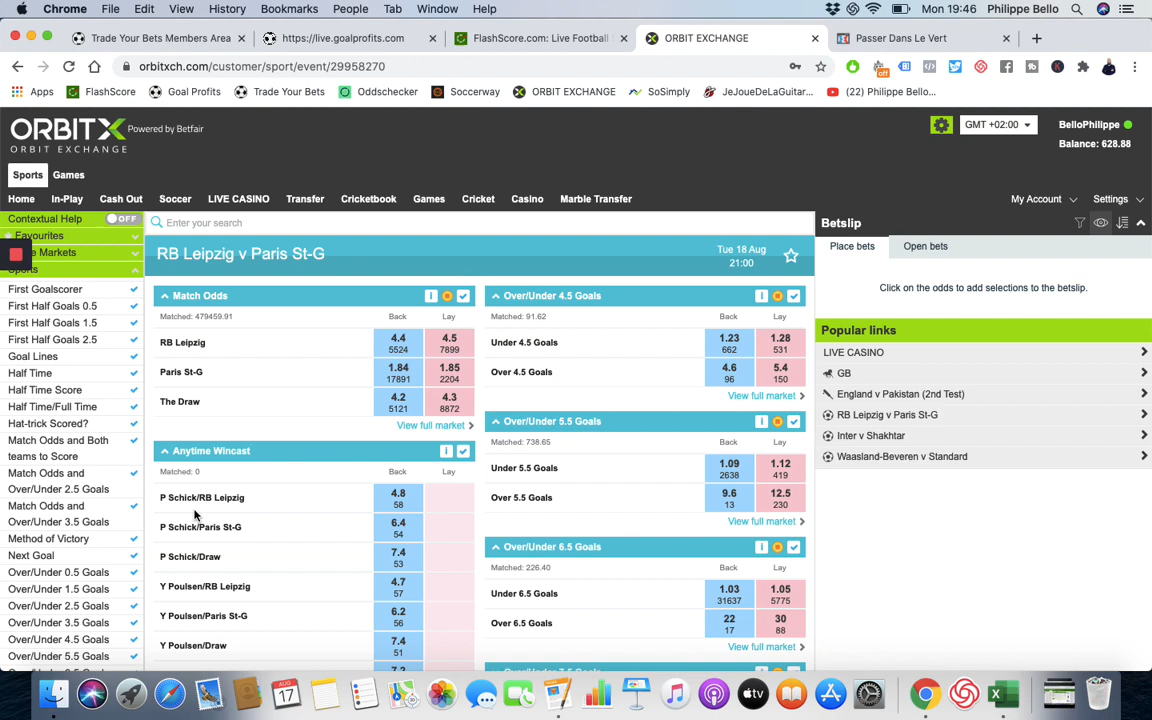 Chrome File Edit View History Bookmarks People Tab Window Help Mon 19:46 Philippe Bello
Trade Your Bets Members Area × https://live.goalprofits.com × FlashScore.com: Live Football × ORBIT EXCHANGE × Passer Dans Le Vert × +
orbitxch.com/customer/sport/event/29958270 off
Apps FlashScore Goal Profits Trade Your Bets Oddschecker Soccerway ORBIT EXCHANGE SoSimply JeJoueDeLaGuitar... (22) Philippe Bello...
ORBITX Powered by Betfair
ORBIT EXCHANGE
GMT +02:00
BelloPhilippe
Balance: 628.88
Sports Games
Home In-Play Cash Out Soccer LIVE CASINO Transfer Cricketbook Games Cricket Casino Marble Transfer My Account Settings
Contextual Help OFF
Favourites
e Markets
Sports
First Goalscorer
First Half Goals 0.5
First Half Goals 1.5
First Half Goals 2.5
Goal Lines
Half Time
Half Time Score
Half Time/Full Time
Hat-trick Scored?
Match Odds and Both
teams to Score
Match Odds and
Over/Under 2.5 Goals
Match Odds and
Over/Under 3.5 Goals
Method of Victory
Next Goal
Over/Under 0.5 Goals
Over/Under 1.5 Goals
Over/Under 2.5 Goals
Over/Under 3.5 Goals
Over/Under 4.5 Goals
Over/Under 5.5 Goals
Enter your search
RB Leipzig v Paris St-G
Tue 18 Aug
21:00
Match Odds i
Matched: 479459.91 Back Lay
RB Leipzig 4.4 4.5
5524 7899
Paris St-G 1.84 1.85
17891 2204
The Draw 4.2 4.3
5121 8872
View full market
Anytime Wincast i
Matched: 0 Back Lay
P Schick/RB Leipzig 4.8
58
P Schick/Paris St-G 6.4
54
P Schick/Draw 7.4
53
Y Poulsen/RB Leipzig 4.7
57
Y Poulsen/Paris St-G 6.2
56
Y Poulsen/Draw 7.4
51
Over/Under 4.5 Goals i
Matched: 91.62 Back Lay
Under 4.5 Goals 1.23 1.28
662 531
Over 4.5 Goals 4.6 5.4
96 150
View full market
Over/Under 5.5 Goals i
Matched: 738.65 Back Lay
Under 5.5 Goals 1.09 1.12
2638 419
Over 5.5 Goals 9.6 12.5
13 230
View full market
Over/Under 6.5 Goals i
Matched: 226.40 Back Lay
Under 6.5 Goals 1.03 1.05
31637 5775
Over 6.5 Goals 22 30
17 88
View full market
Betslip
Place bets Open bets
Click on the odds to add selections to the betslip.
Popular links
LIVE CASINO
GB
England v Pakistan (2nd Test)
RB Leipzig v Paris St-G
Inter v Shakhtar
Waasland-Beveren v Standard
AUG
17
tv